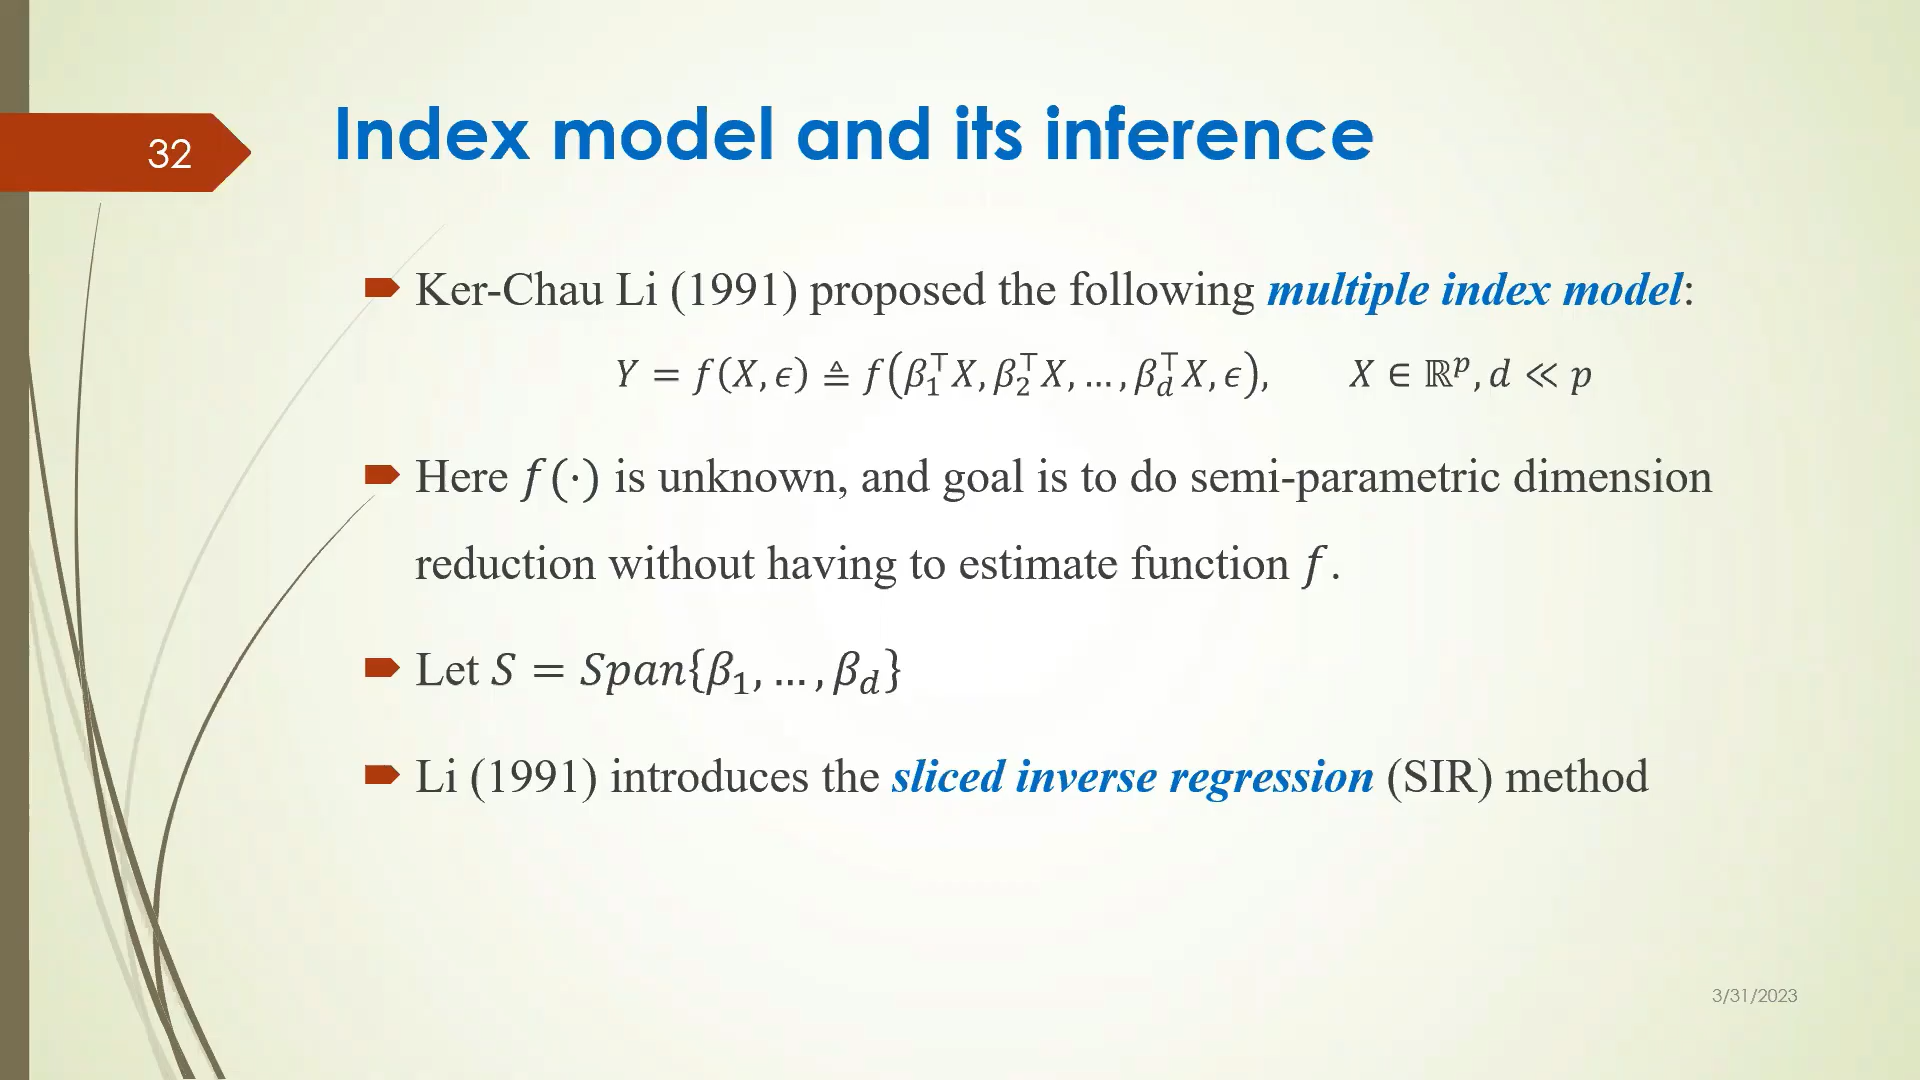 32
Index model and its inference
Ker-Chau Li (1991) proposed the following multiple index model:
𝑌 = 𝑓(𝑋, 𝜖) ≜ 𝑓(𝛽₁ᵀ𝑋, 𝛽₂ᵀ𝑋, … , 𝛽_dᵀ𝑋, 𝜖), 𝑋 ∈ ℝᵖ, 𝑑 ≪ 𝑝
Here 𝑓(·) is unknown, and goal is to do semi-parametric dimension
reduction without having to estimate function 𝑓.
Let 𝑆 = 𝑆𝑝𝑎𝑛{𝛽₁, … , 𝛽_d}
Li (1991) introduces the sliced inverse regression (SIR) method
3/31/2023